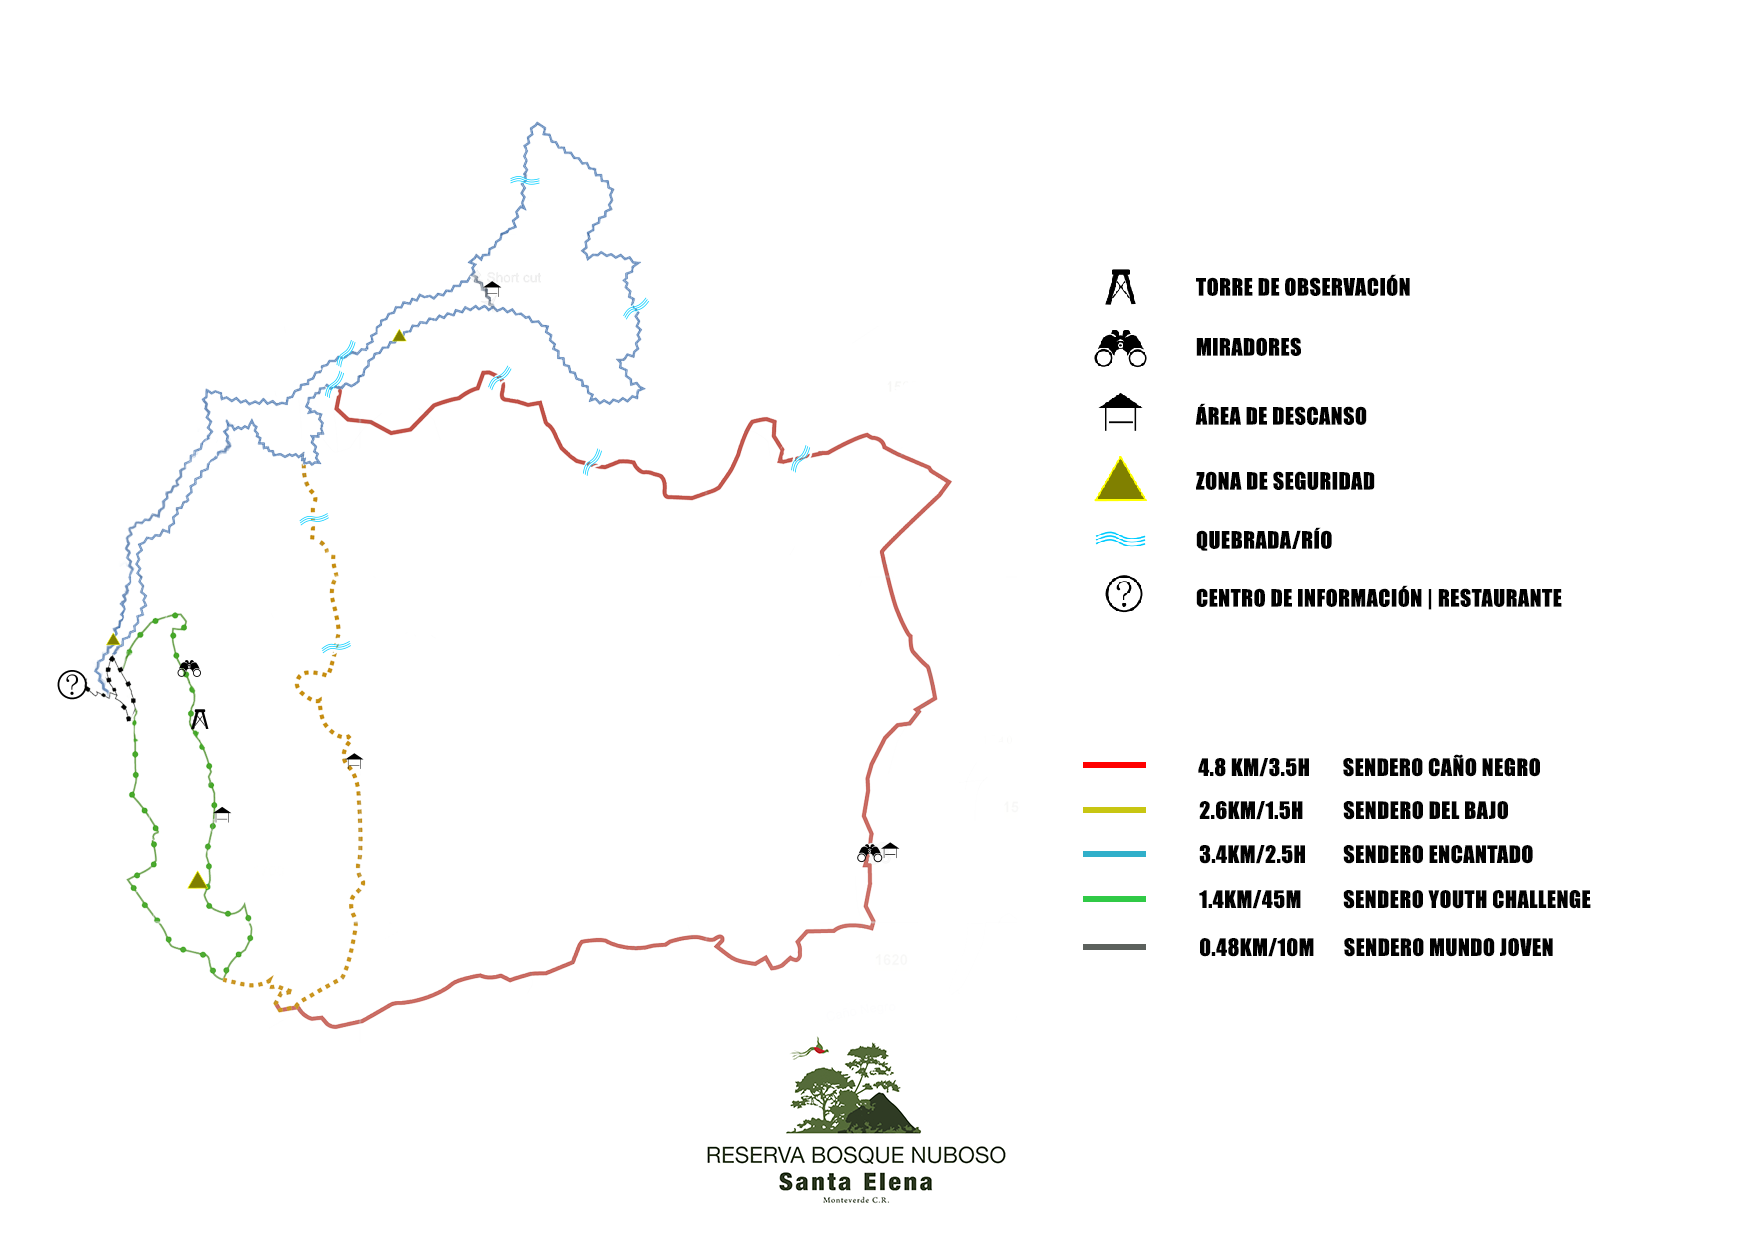 Short cut
TORRE DE OBSERVACIÓN
MIRADORES
ÁREA DE DESCANSO
ZONA DE SEGURIDAD
QUEBRADA/RÍO
?
CENTRO DE INFORMACIÓN | RESTAURANTE
?
4.8 KM/3.5H SENDERO CAÑO NEGRO
2.6KM/1.5H SENDERO DEL BAJO
15
3.4KM/2.5H SENDERO ENCANTADO
1.4KM/45M SENDERO YOUTH CHALLENGE
0.48KM/10M SENDERO MUNDO JOVEN
1620
RESERVA BOSQUE NUBOSO
Santa Elena
Monteverde C.R.